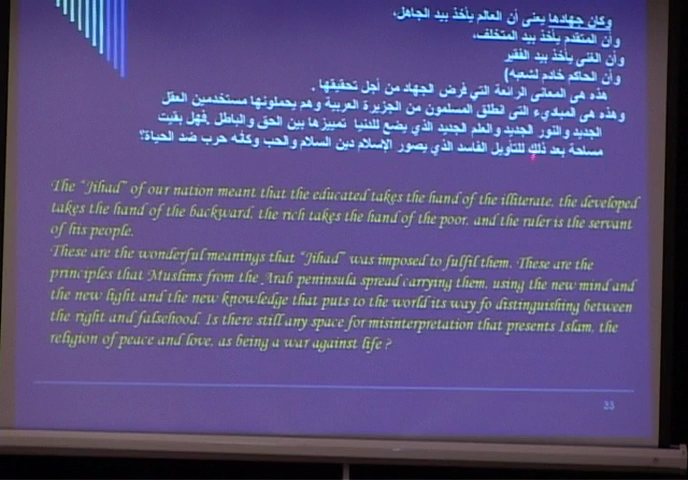 وكان جهادها يعنى أن العالم يأخذ بيد الجاهل،
وأن المتقدم يأخذ بيد المتخلف،
وأن الغنى يأخذ بيد الفقير
وأن الحاكم خادم لشعبه)
هذه هى المعانى الرائعة التي فرض الجهاد من أجل تحقيقها .
وهذه هى المبادىء التى انطلق المسلمون من الجزيرة العربية وهم يحملونها مستخدمين العقل
الجديد والنور الجديد والعلم الجديد الذي يضع للدنيا تمييزها بين الحق والباطل .فهل بقيت
مساحة بعد ذلك للتأويل الفاسد الذي يصور الإسلام دين السلام والحب وكأنه حرب ضد الحياة؟
The "Jihad" of our nation meant that the educated takes the hand of the illiterate, the developed
takes the hand of the backward, the rich takes the hand of the poor, and the ruler is the servant
of his people.
These are the wonderful meanings that "Jihad" was imposed to fulfil them. These are the
principles that Muslims from the Arab peninsula spread carrying them, using the new mind and
the new light and the new knowledge that puts to the world its way fo distinguishing between
the right and falsehood. Is there still any space for misinterpretation that presents Islam, the
religion of peace and love, as being a war against life ?
33